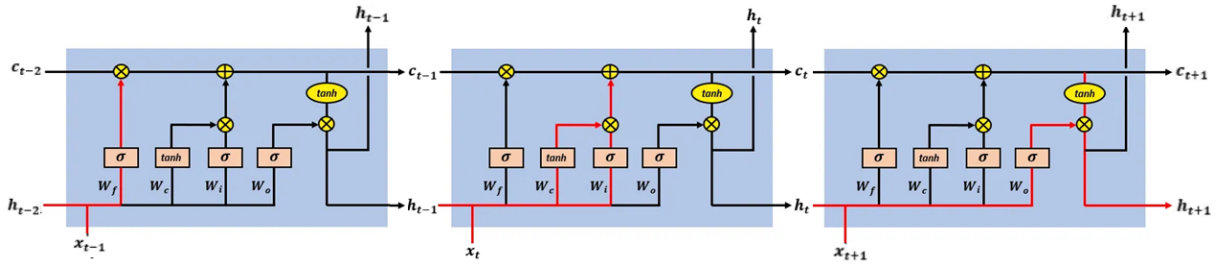 h_{t-1} h_t h_{t+1}
c_{t-2} c_{t-1} c_t c_{t+1}
tanh tanh tanh
σ tanh σ σ σ tanh σ σ σ tanh σ σ
W_f W_c W_i W_o W_f W_c W_i W_o W_f W_c W_i W_o
h_{t-2} h_{t-1} h_t h_{t+1}
x_{t-1} x_t x_{t+1}